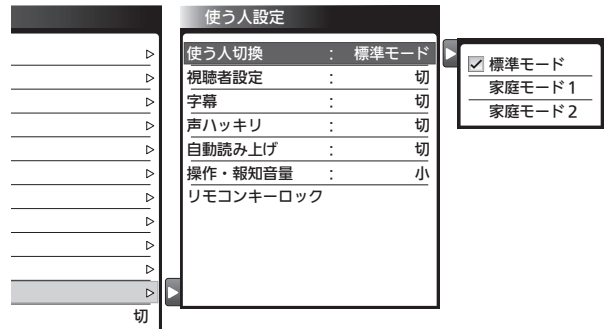 使う人設定
使う人切換 : 標準モード
視聴者設定 : 切
字幕 : 切
声ハッキリ : 切
自動読み上げ : 切
操作・報知音量 : 小
リモコンキーロック
標準モード
家庭モード1
家庭モード2
切